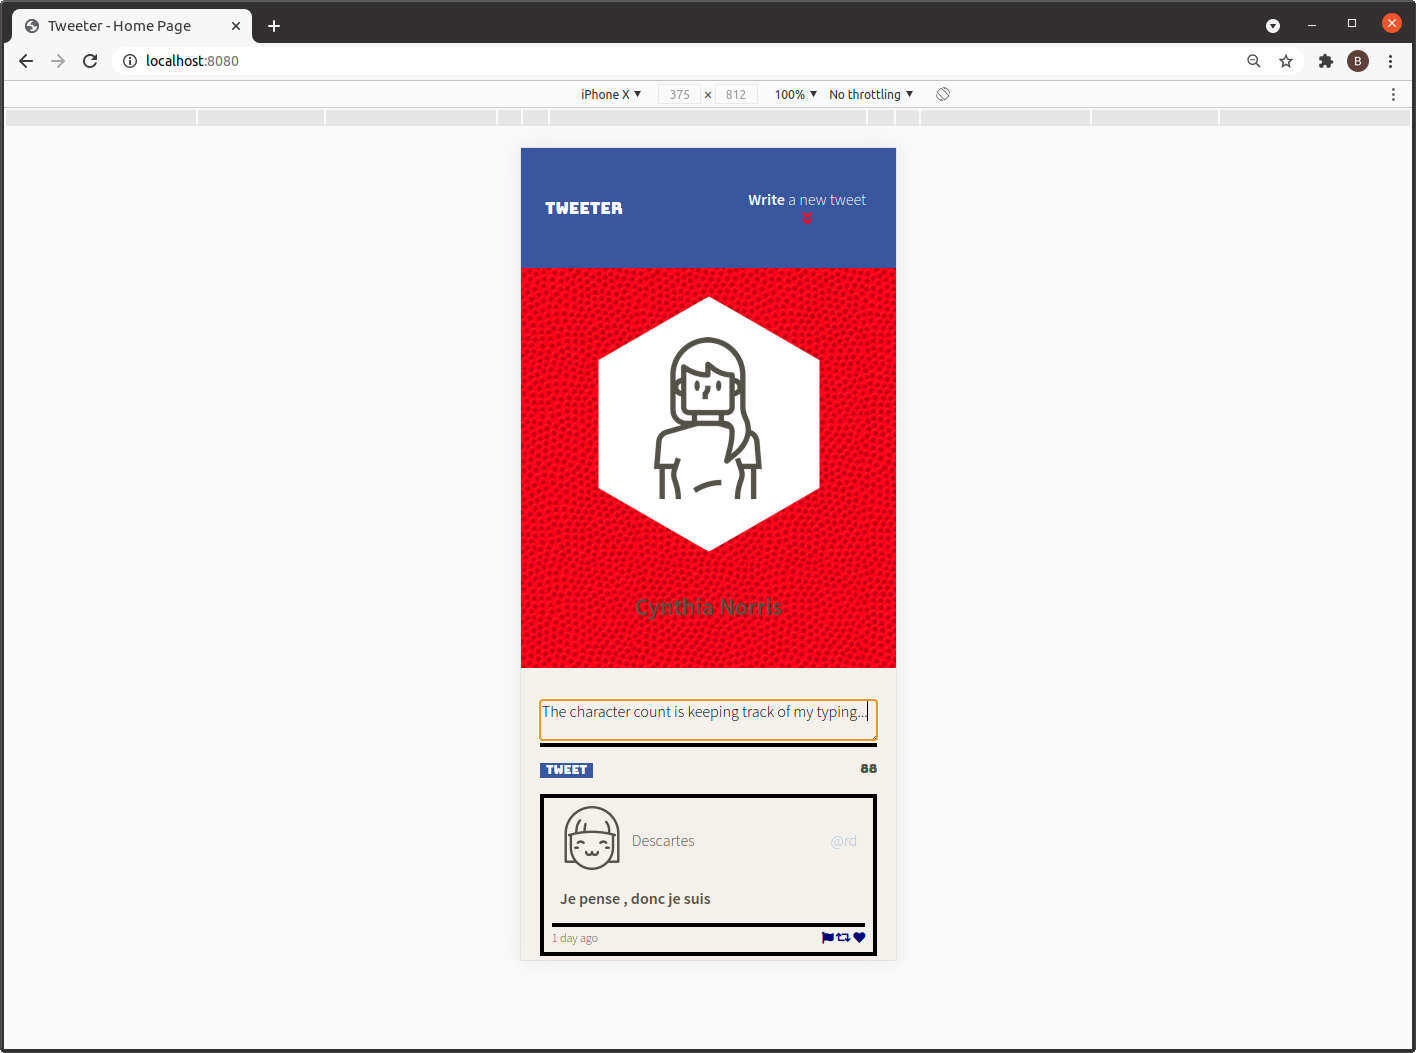 Tweeter - Home Page
localhost:8080
B
iPhone X 375 × 812 100% No throttling
TWEETER
Write a new tweet
Cynthia Norris
The character count is keeping track of my typing...
TWEET 88
Descartes @rd
Je pense , donc je suis
1 day ago